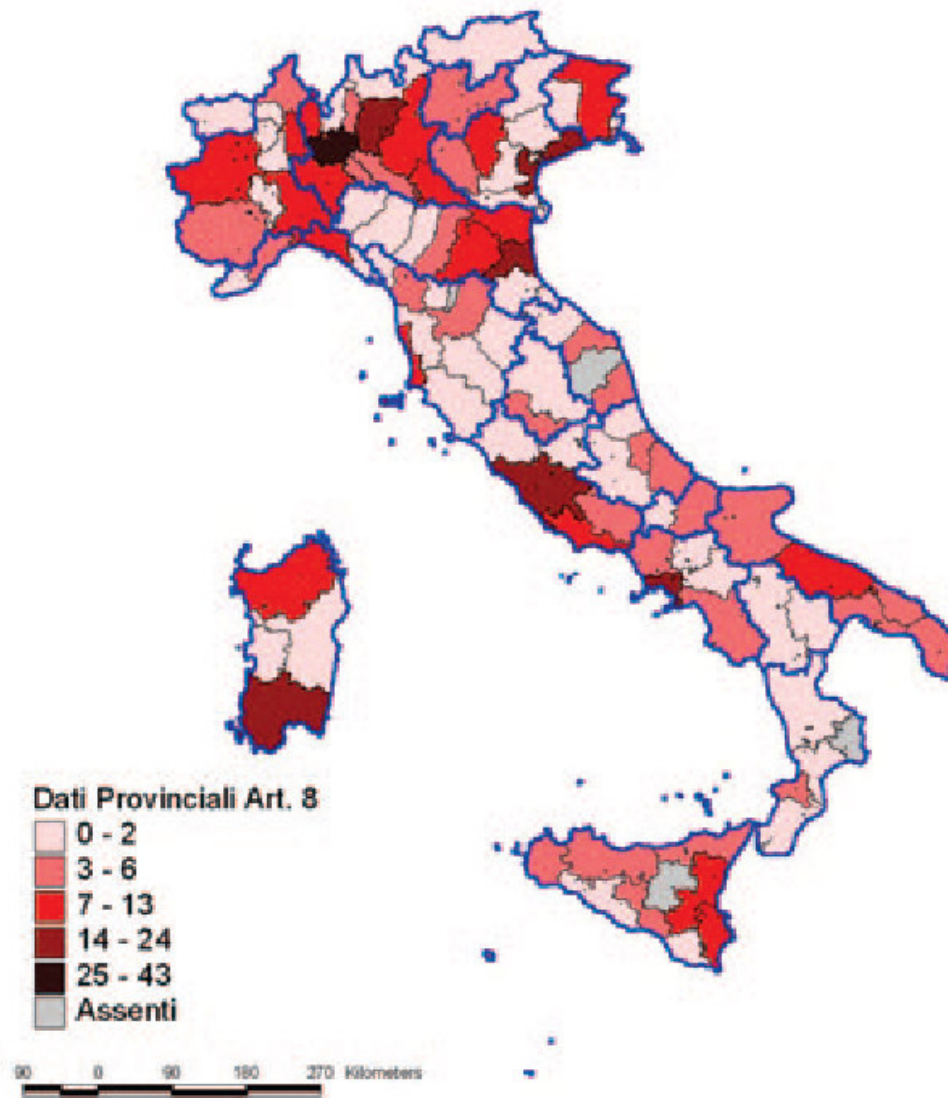 Dati Provinciali Art. 8
0 - 2
3 - 6
7 - 13
14 - 24
25 - 43
Assenti
90 0 90 180 270 Kilometers